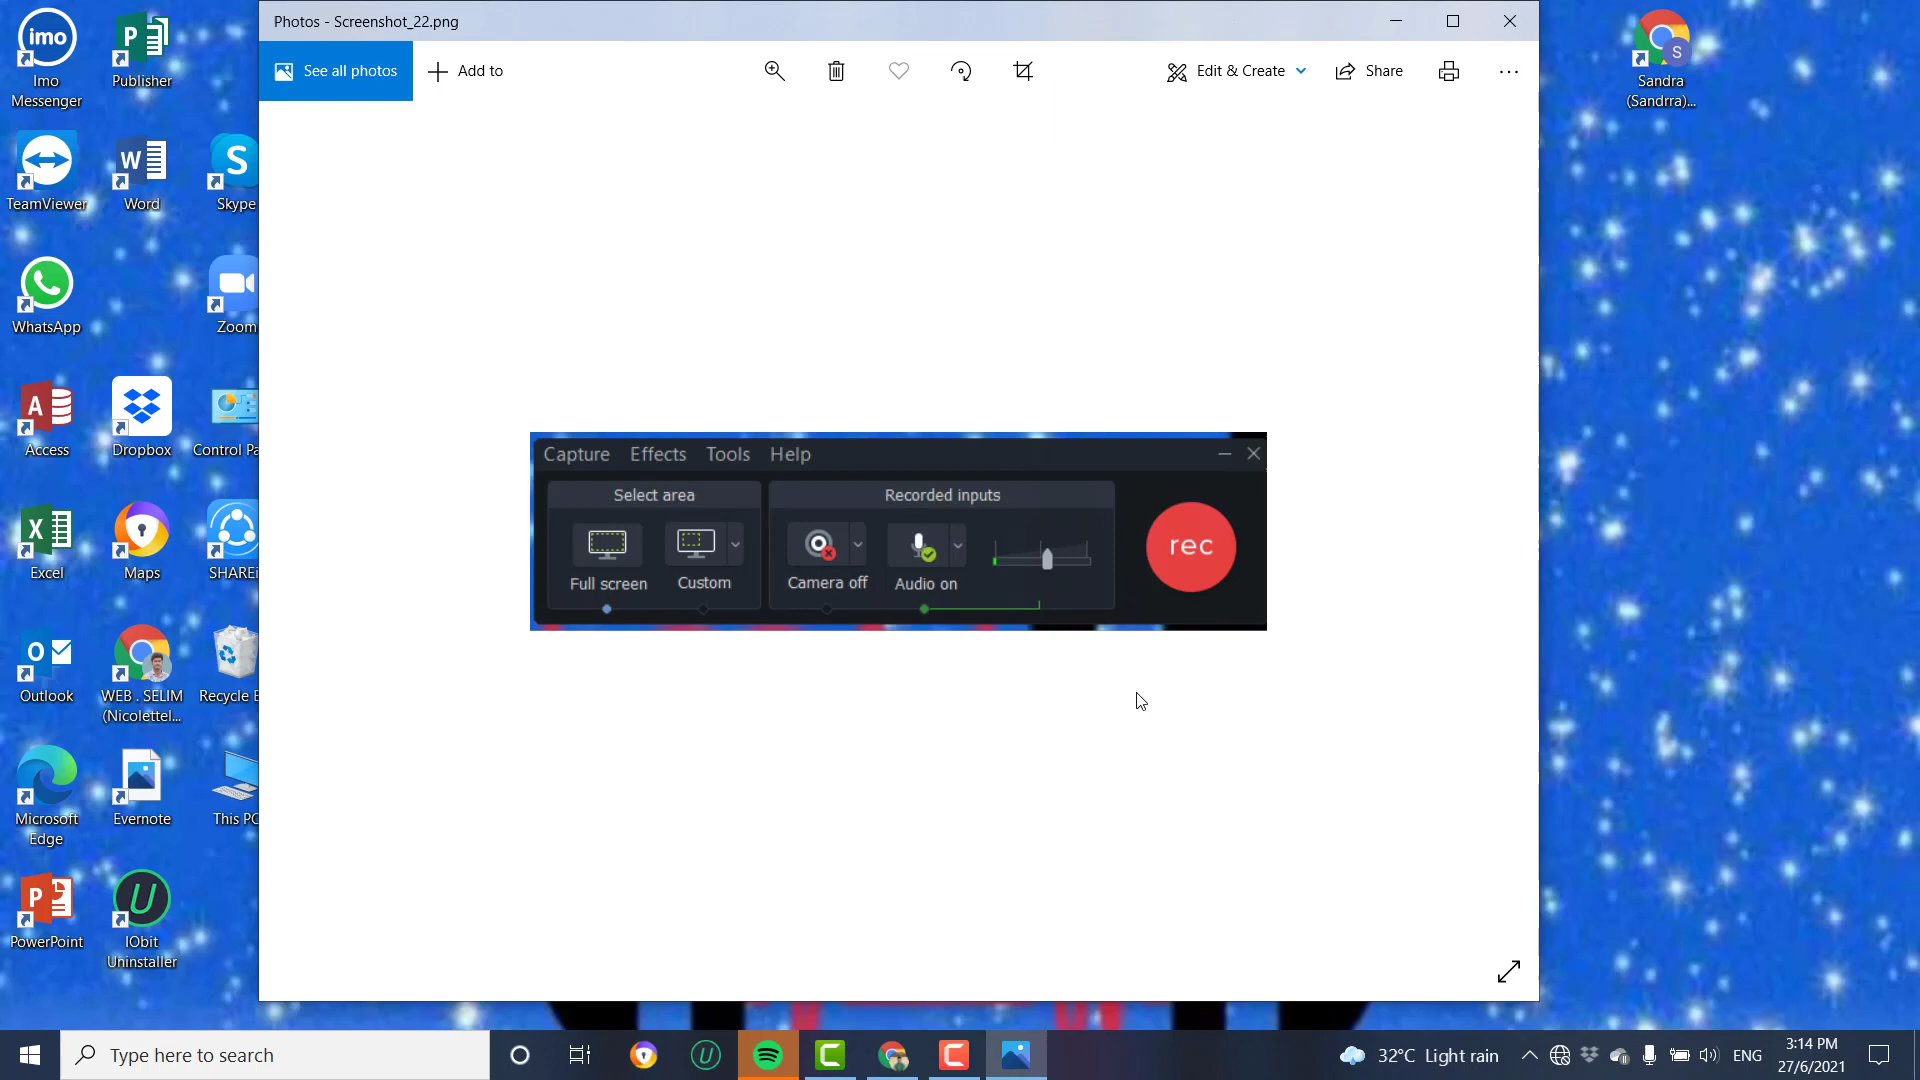 Photos - Screenshot_22.png
See all photos
Add to
Edit & Create
Share
imo
Imo
Messenger
Publisher
TeamViewer
Word
Skype
WhatsApp
Zoom
Access
Dropbox
Control Pa
Excel
Maps
SHAREi
Outlook
WEB . SELIM
(Nicolettel...
Recycle B
Microsoft
Edge
Evernote
This PC
PowerPoint
IObit
Uninstaller
S
Sandra
(Sandrra)...
Capture Effects Tools Help
Select area
Recorded inputs
Full screen
Custom
Camera off
Audio on
rec
Type here to search
32°C Light rain
ENG
3:14 PM
27/6/2021